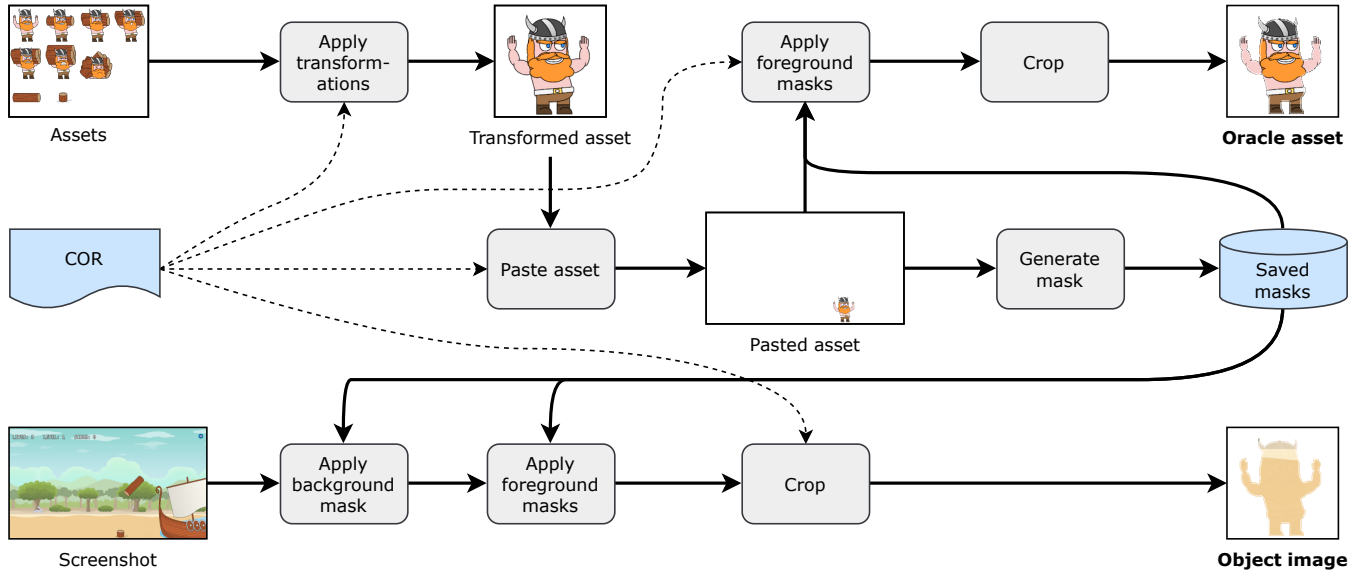 Apply
transform-
ations
Apply
foreground
masks
Crop
Assets
Transformed asset
Oracle asset
COR
Paste asset
Generate
mask
Saved
masks
Pasted asset
Apply
background
mask
Apply
foreground
masks
Crop
Screenshot
Object image